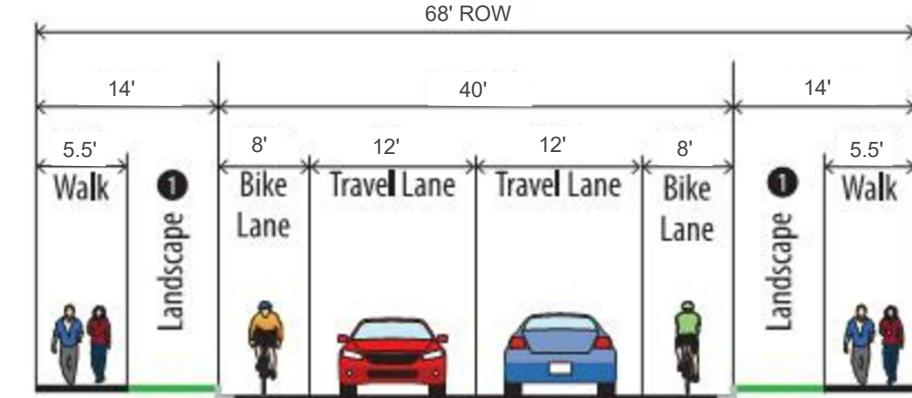 68' ROW
14' 40' 14'
5.5' 8' 12' 12' 8' 5.5'
Walk
1
Landscape
Bike
Lane
Travel Lane
Travel Lane
Bike
Lane
1
Landscape
Walk